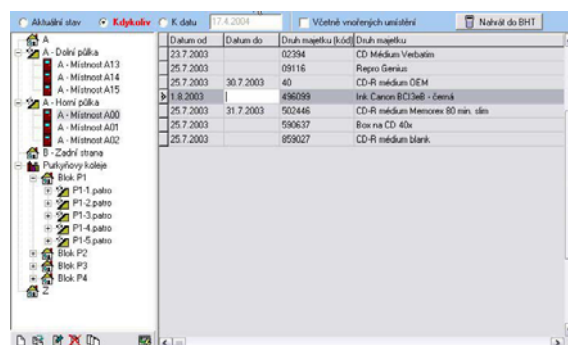 Aktuální stav Kdykoliv K datu 17.4.2004 Včetně vnořených umístění Nahrát do BHT
A
A - Dolní půlka
A - Místnost A13
A - Místnost A14
A - Místnost A15
A - Horní půlka
A - Místnost A00
A - Místnost A01
A - Místnost A02
B - Zadní strana
Purkyňovy koleje
Blok P1
P1-1.patro
P1-2.patro
P1-3.patro
P1-4.patro
P1-5.patro
Blok P2
Blok P3
Blok P4
Z
Datum od Datum do Druh majetku (kód) Druh majetku
23.7.2003 02394 CD Médium Verbatim
25.7.2003 09116 Repro Genius
25.7.2003 30.7.2003 40 CD-R médium OEM
1.8.2003 496099 Ink. Canon BCI3eB - černá
25.7.2003 31.7.2003 502446 CD-R médium Memorex 80 min. slim
25.7.2003 590637 Box na CD 40x
25.7.2003 859027 CD-R médium blank.